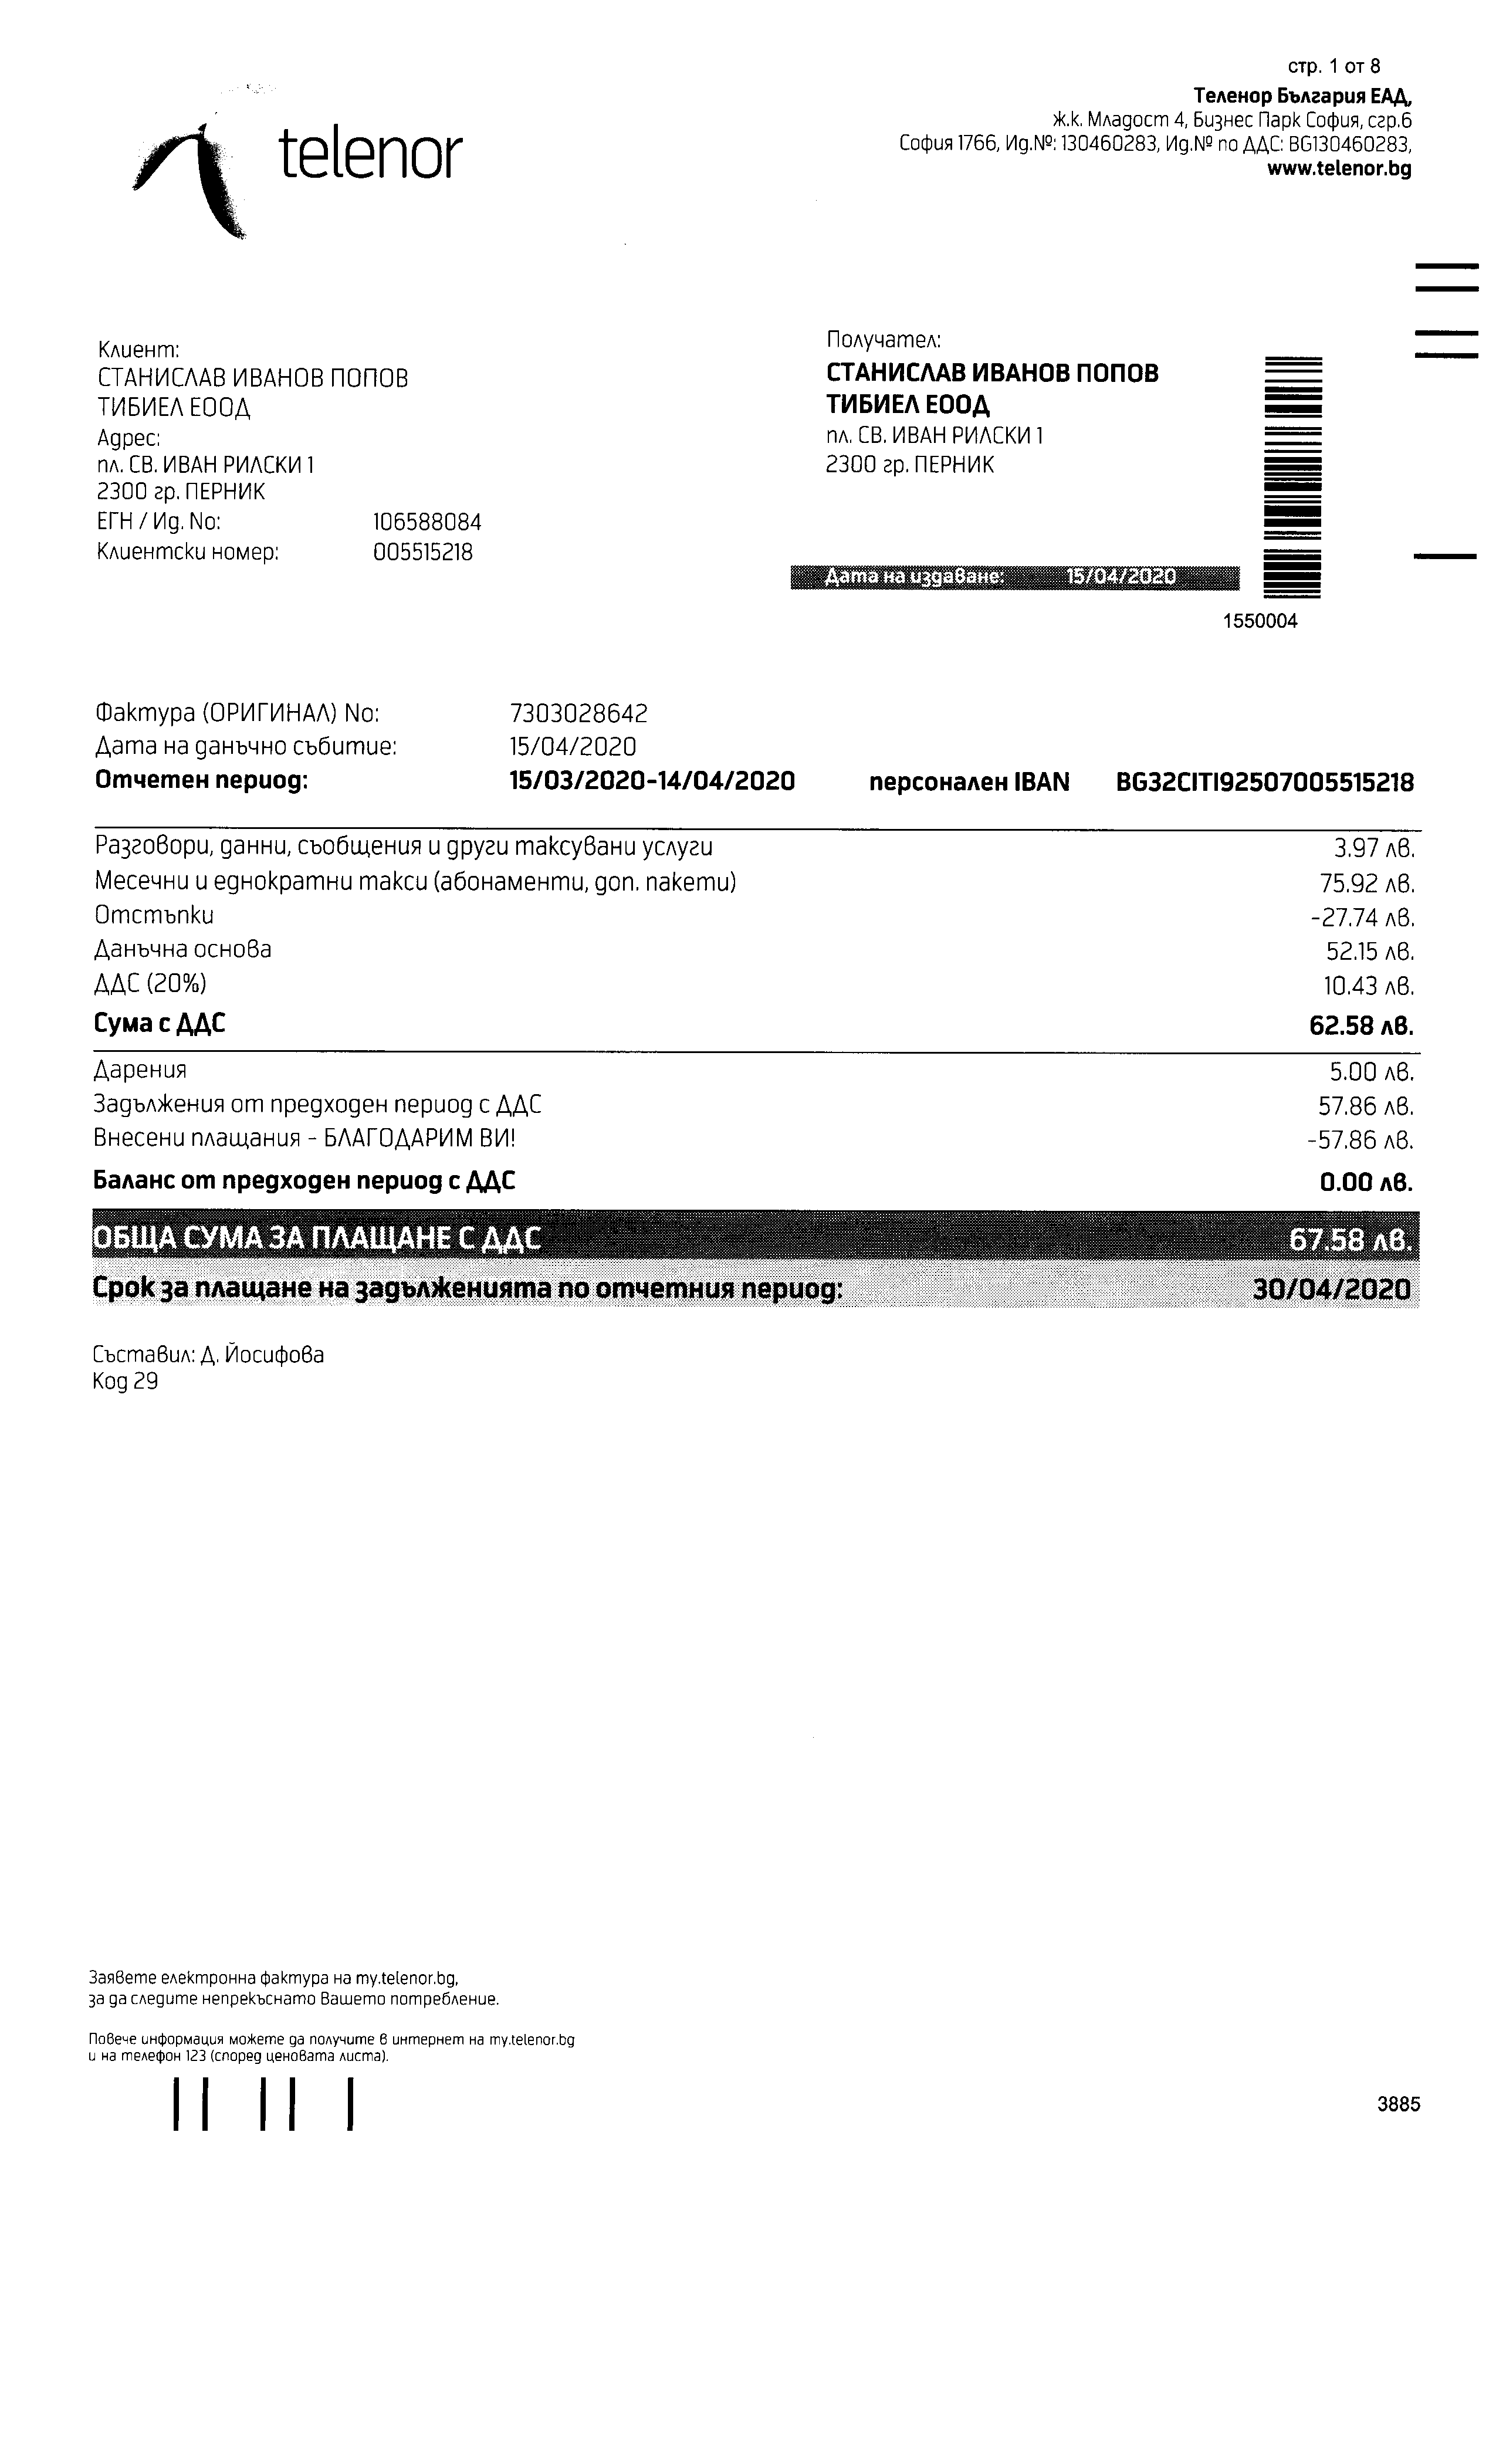 стр. 1 от 8
Теленор България ЕАД,
ж.к. Младост 4, Бизнес Парк София, сгр.6
София 1766, Ид.№: 130460283, Ид.№ по ДДС: BG130460283,
www.telenor.bg
telenor
Клиент:
СТАНИСЛАВ ИВАНОВ ПОПОВ
ТИБИЕЛ ЕООД
Адрес:
пл. СВ. ИВАН РИЛСКИ 1
2300 гр. ПЕРНИК
ЕГН / Ид. No: 106588084
Клиентски номер: 005515218
Получател:
СТАНИСЛАВ ИВАНОВ ПОПОВ
ТИБИЕЛ ЕООД
пл. СВ. ИВАН РИЛСКИ 1
2300 гр. ПЕРНИК
Дата на издаване: 15/04/2020
1550004
Фактура (ОРИГИНАЛ) No: 7303028642
Дата на данъчно събитие: 15/04/2020
Отчетен период: 15/03/2020-14/04/2020 персонален IBAN BG32CITI92507005515218
Разговори, данни, съобщения и други таксувани услуги 3.97 лв.
Месечни и еднократни такси (абонаменти, доп. пакети) 75.92 лв.
Отстъпки -27.74 лв.
Данъчна основа 52.15 лв.
ДДС (20%) 10.43 лв.
Сума с ДДС 62.58 лв.
Дарения 5.00 лв.
Задължения от предходен период с ДДС 57.86 лв.
Внесени плащания - БЛАГОДАРИМ ВИ! -57.86 лв.
Баланс от предходен период с ДДС 0.00 лв.
ОБЩА СУМА ЗА ПЛАЩАНЕ С ДДС 67.58 лв.
Срок за плащане на задълженията по отчетния период: 30/04/2020
Съставил: Д. Йосифова
Код 29
Заявете електронна фактура на my.telenor.bg,
за да следите непрекъснато Вашето потребление.
Повече информация можете да получите в интернет на my.telenor.bg
и на телефон 123 (според ценовата листа).
3885